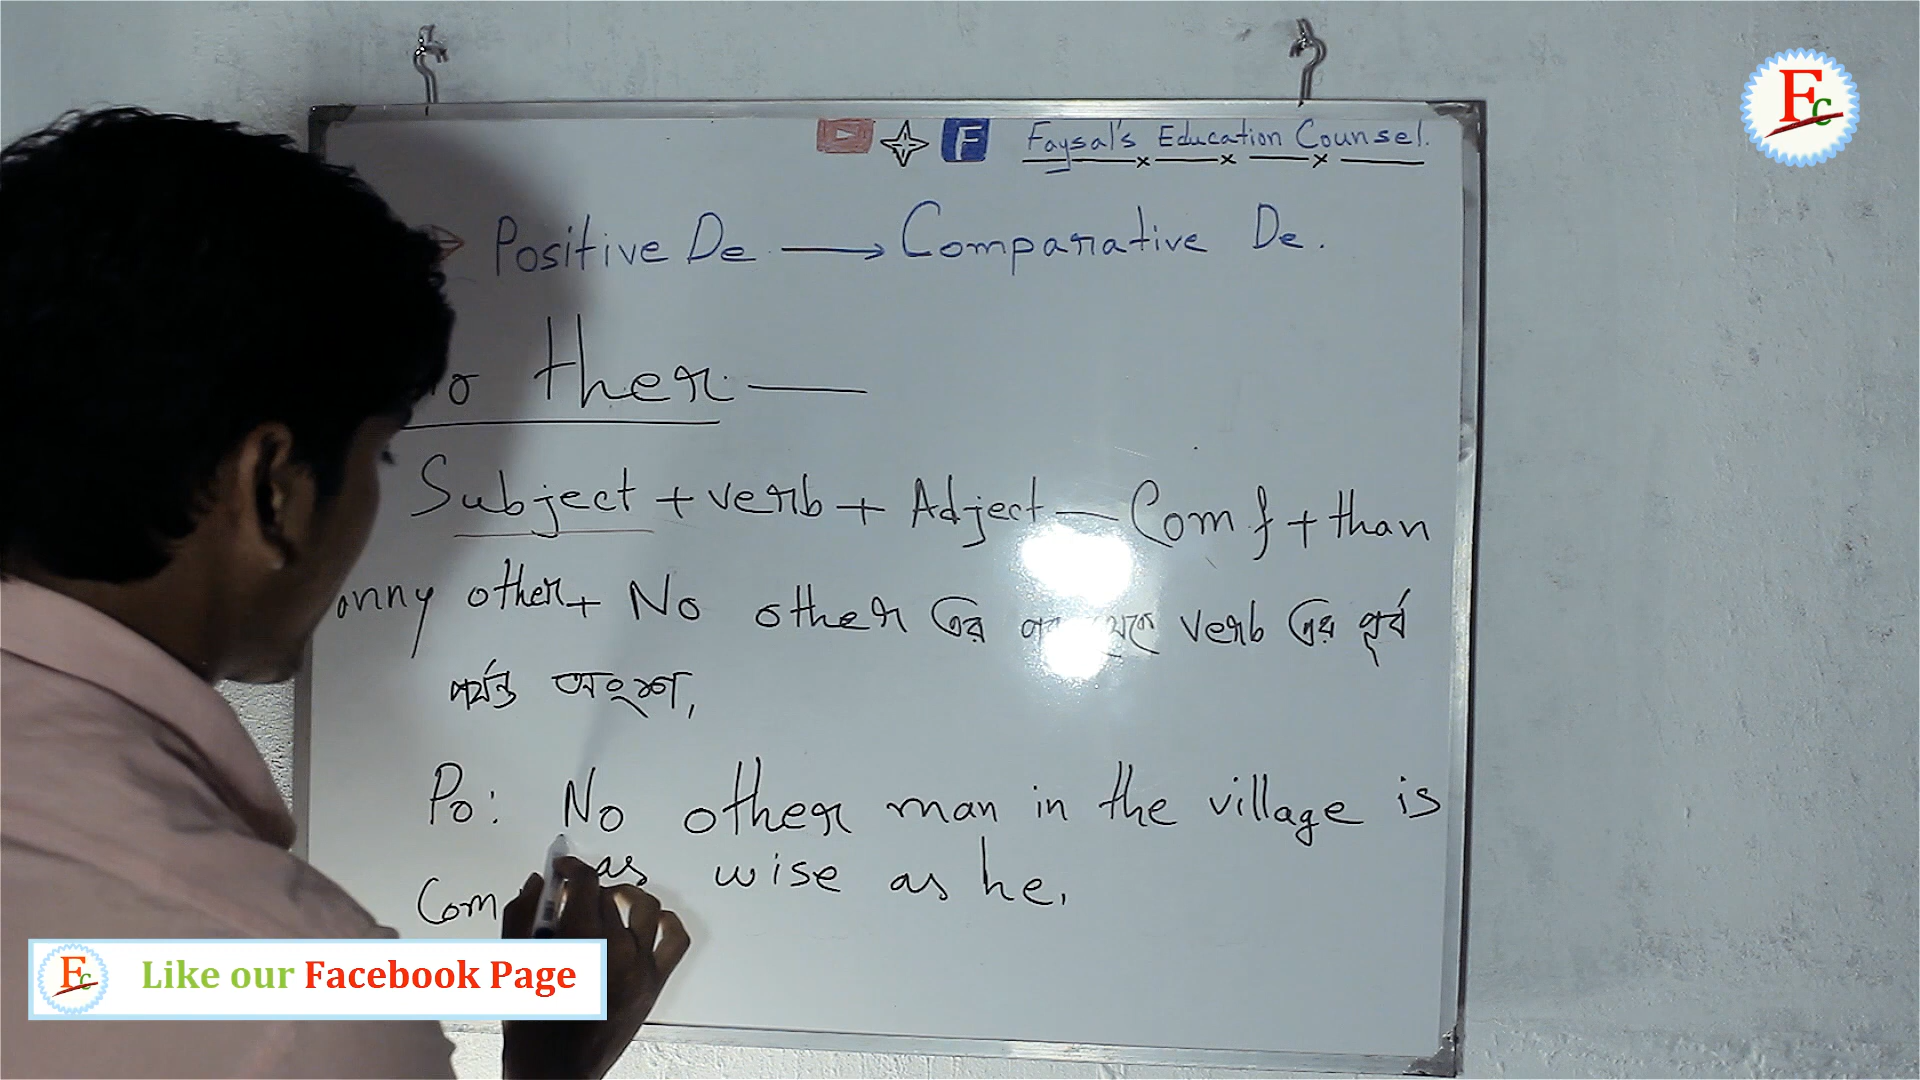 Fc
F Faysal's Education Counsel.
Positive De → Comparative De.
o ther —
Subject + verb + Adject — Com f + than
anny other + No other এর থেকে verb এর পূর্ব
পর্যন্ত অংশ,
Po: No other man in the village is
as wise as he.
Com
Fc Like our Facebook Page